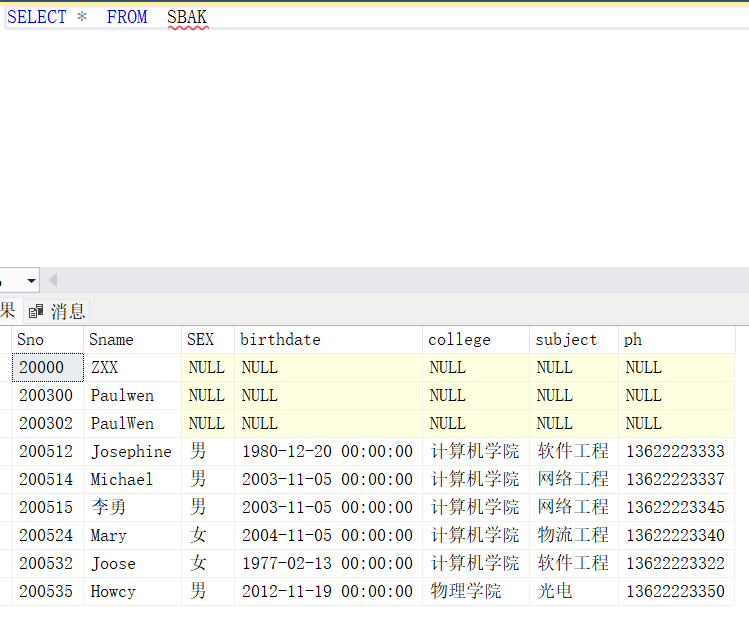 SELECT * FROM SBAK
果 消息
Sno Sname SEX birthdate college subject ph
20000 ZXX NULL NULL NULL NULL NULL
200300 Paulwen NULL NULL NULL NULL NULL
200302 PaulWen NULL NULL NULL NULL NULL
200512 Josephine 男 1980-12-20 00:00:00 计算机学院 软件工程 13622223333
200514 Michael 男 2003-11-05 00:00:00 计算机学院 网络工程 13622223337
200515 李勇 男 2003-11-05 00:00:00 计算机学院 网络工程 13622223345
200524 Mary 女 2004-11-05 00:00:00 计算机学院 物流工程 13622223340
200532 Joose 女 1977-02-13 00:00:00 计算机学院 软件工程 13622223322
200535 Howcy 男 2012-11-19 00:00:00 物理学院 光电 13622223350